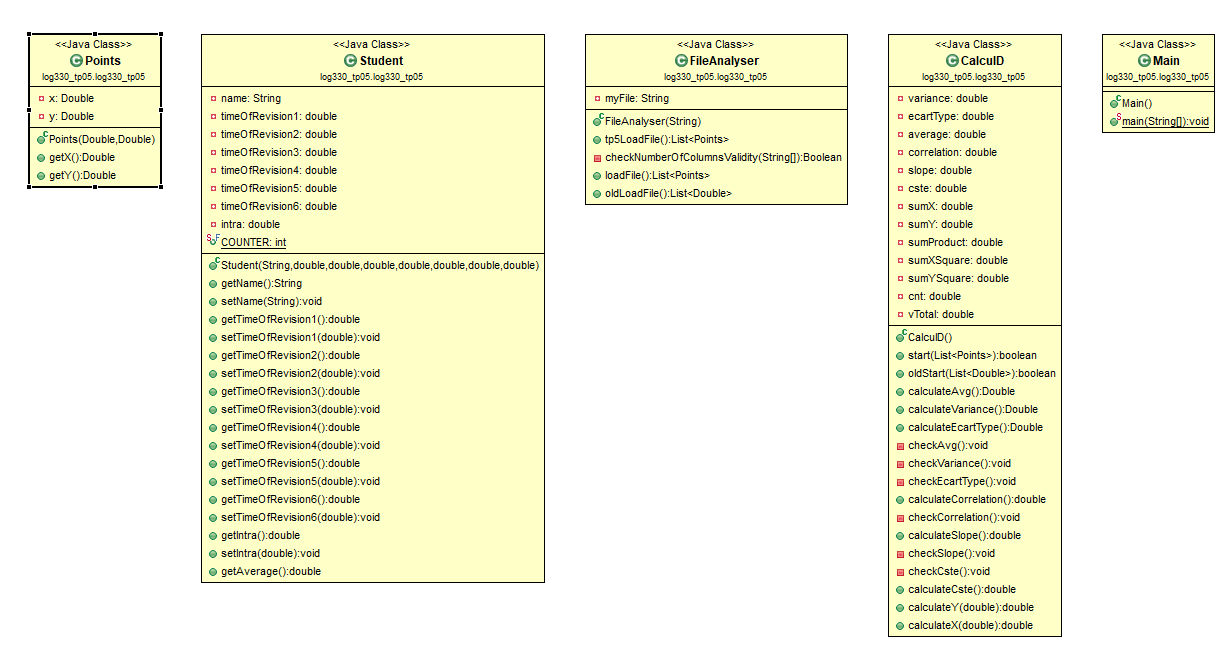 <<Java Class>>
Points
log330_tp05.log330_tp05
x: Double
y: Double
Points(Double,Double)
getX():Double
getY():Double
<<Java Class>>
Student
log330_tp05.log330_tp05
name: String
timeOfRevision1: double
timeOfRevision2: double
timeOfRevision3: double
timeOfRevision4: double
timeOfRevision5: double
timeOfRevision6: double
intra: double
COUNTER: int
Student(String,double,double,double,double,double,double,double)
getName():String
setName(String):void
getTimeOfRevision1():double
setTimeOfRevision1(double):void
getTimeOfRevision2():double
setTimeOfRevision2(double):void
getTimeOfRevision3():double
setTimeOfRevision3(double):void
getTimeOfRevision4():double
setTimeOfRevision4(double):void
getTimeOfRevision5():double
setTimeOfRevision5(double):void
getTimeOfRevision6():double
setTimeOfRevision6(double):void
getIntra():double
setIntra(double):void
getAverage():double
<<Java Class>>
FileAnalyser
log330_tp05.log330_tp05
myFile: String
FileAnalyser(String)
tp5LoadFile():List<Points>
checkNumberOfColumnsValidity(String[]):Boolean
loadFile():List<Points>
oldLoadFile():List<Double>
<<Java Class>>
CalculD
log330_tp05.log330_tp05
variance: double
ecartType: double
average: double
correlation: double
slope: double
cste: double
sumX: double
sumY: double
sumProduct: double
sumXSquare: double
sumYSquare: double
cnt: double
vTotal: double
CalculD()
start(List<Points>):boolean
oldStart(List<Double>):boolean
calculateAvg():Double
calculateVariance():Double
calculateEcartType():Double
checkAvg():void
checkVariance():void
checkEcartType():void
calculateCorrelation():double
checkCorrelation():void
calculateSlope():double
checkSlope():void
checkCste():void
calculateCste():double
calculateY(double):double
calculateX(double):double
<<Java Class>>
Main
log330_tp05.log330_tp05
Main()
main(String[]):void